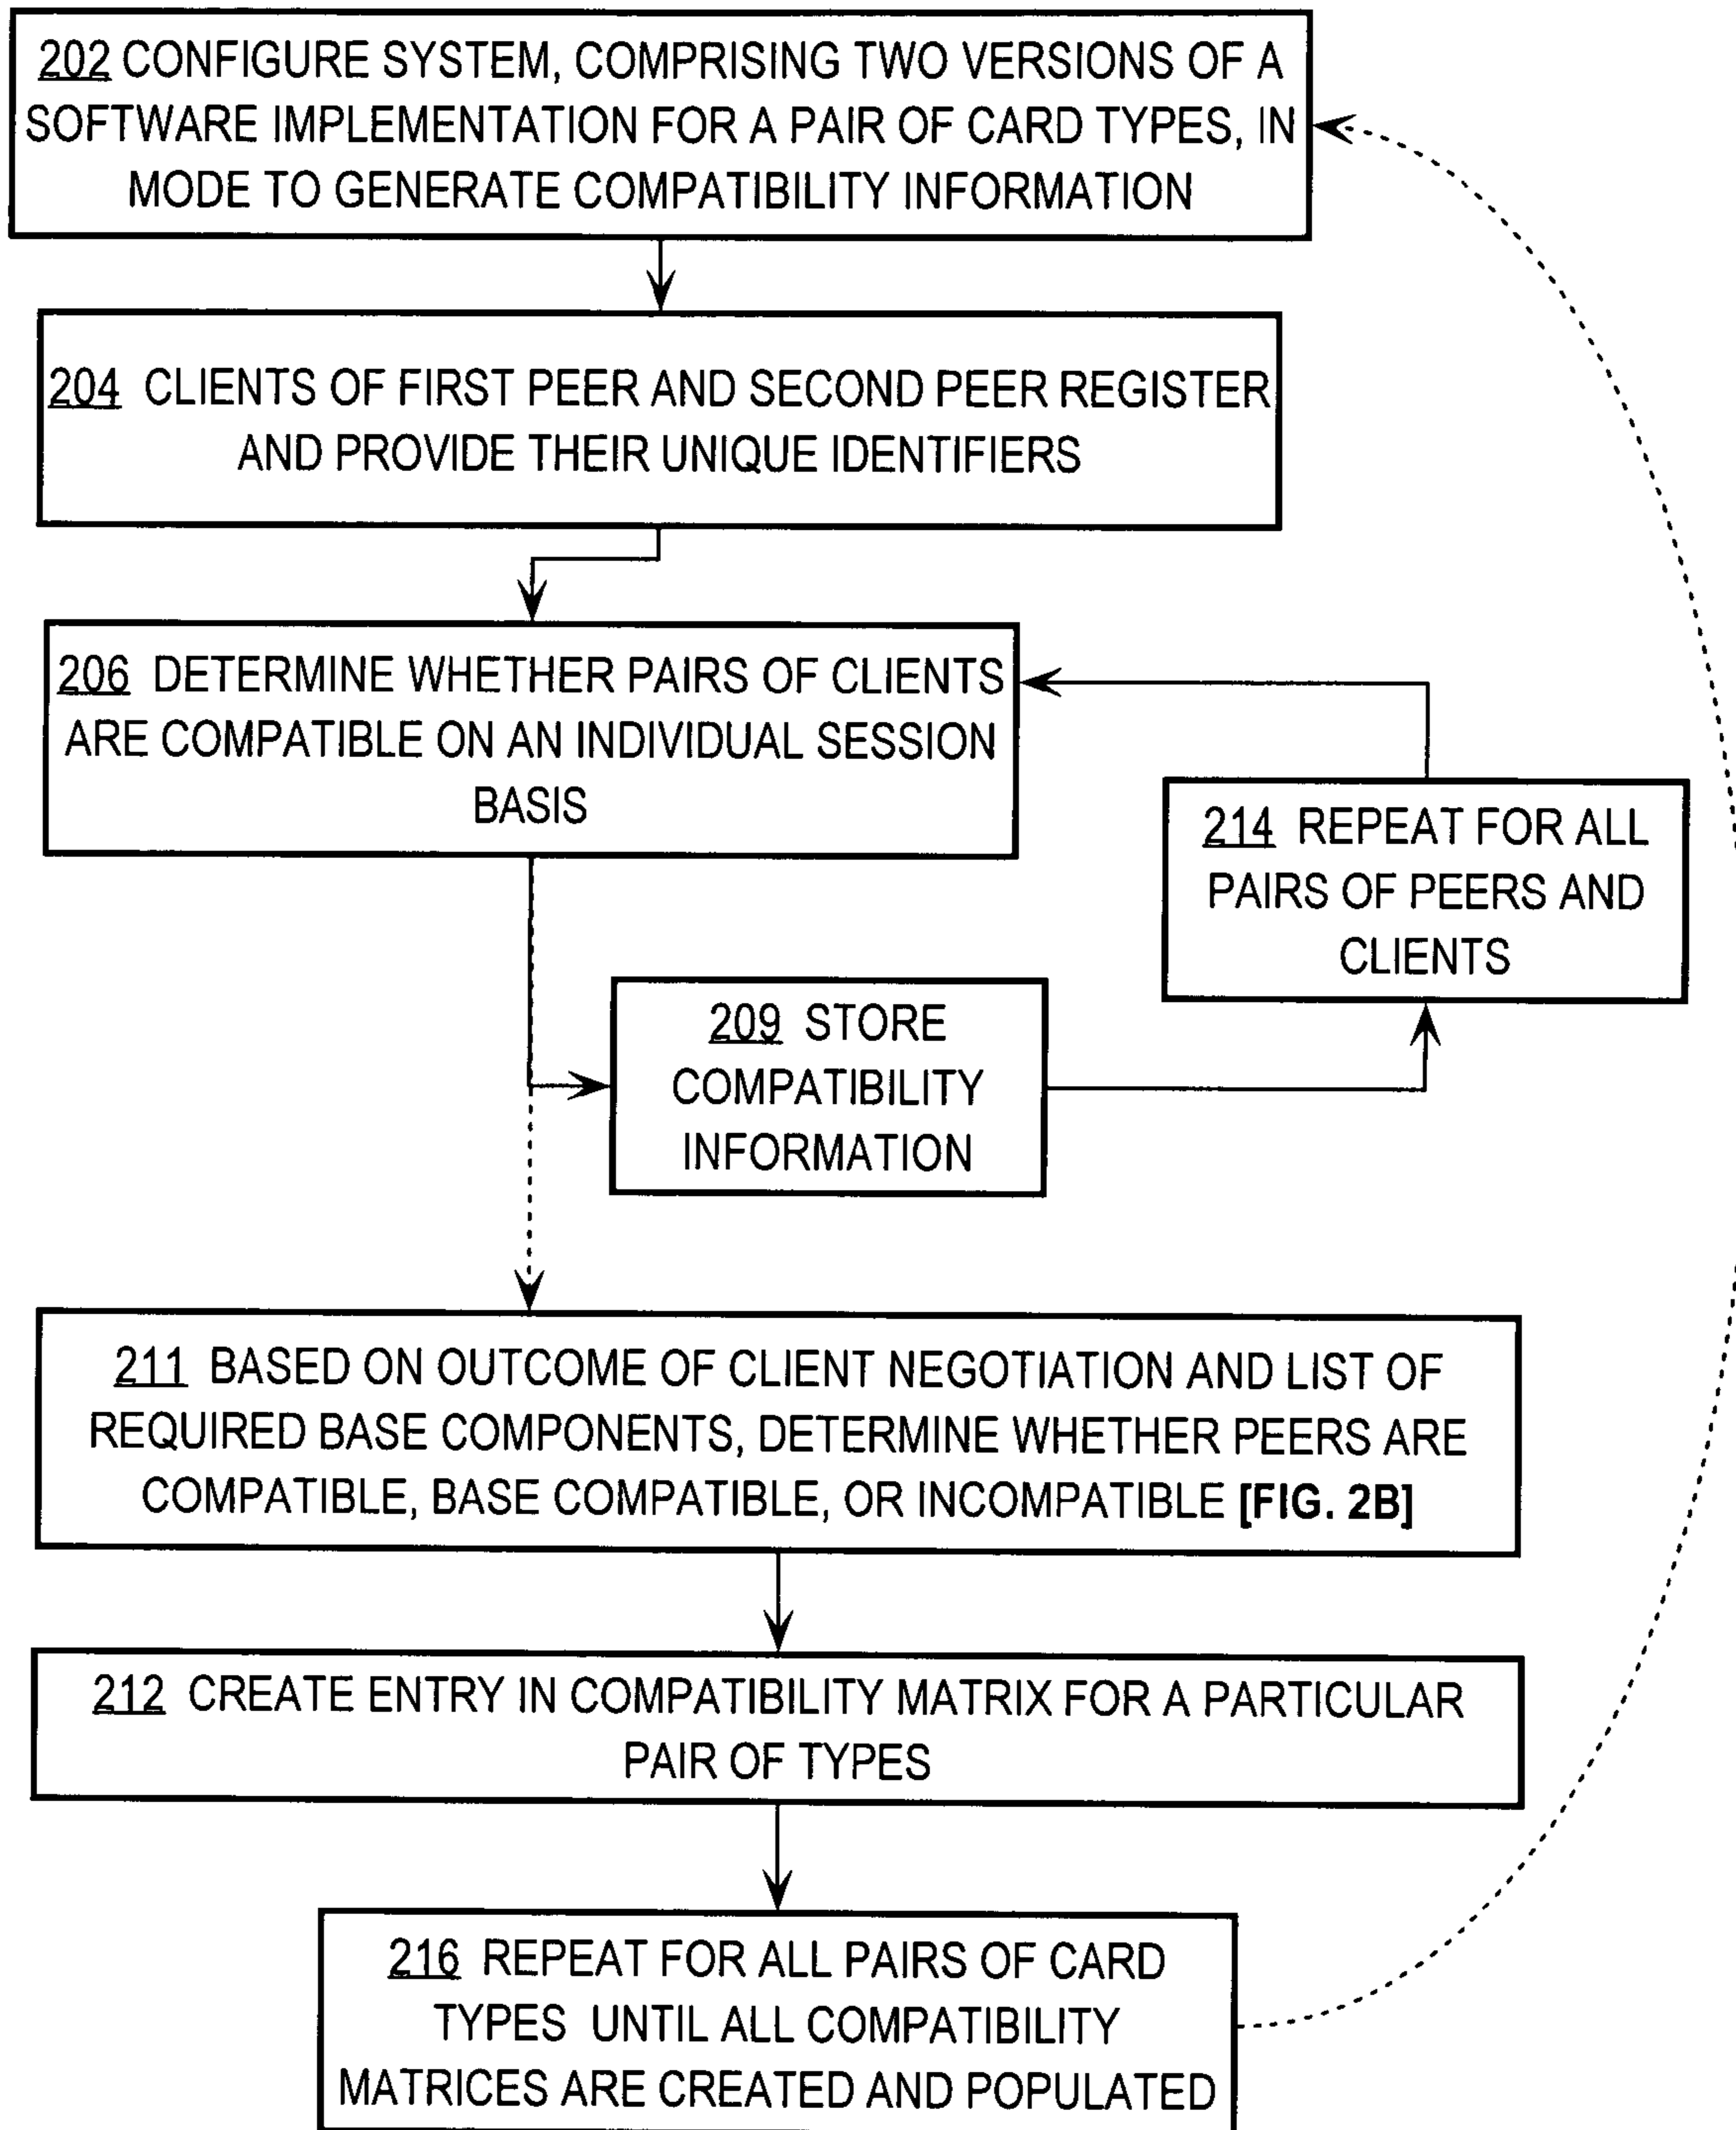 202 CONFIGURE SYSTEM, COMPRISING TWO VERSIONS OF A
SOFTWARE IMPLEMENTATION FOR A PAIR OF CARD TYPES, IN
MODE TO GENERATE COMPATIBILITY INFORMATION
204 CLIENTS OF FIRST PEER AND SECOND PEER REGISTER
AND PROVIDE THEIR UNIQUE IDENTIFIERS
206 DETERMINE WHETHER PAIRS OF CLIENTS
ARE COMPATIBLE ON AN INDIVIDUAL SESSION
BASIS
214 REPEAT FOR ALL
PAIRS OF PEERS AND
CLIENTS
209 STORE
COMPATIBILITY
INFORMATION
211 BASED ON OUTCOME OF CLIENT NEGOTIATION AND LIST OF
REQUIRED BASE COMPONENTS, DETERMINE WHETHER PEERS ARE
COMPATIBLE, BASE COMPATIBLE, OR INCOMPATIBLE [FIG. 2B]
212 CREATE ENTRY IN COMPATIBILITY MATRIX FOR A PARTICULAR
PAIR OF TYPES
216 REPEAT FOR ALL PAIRS OF CARD
TYPES UNTIL ALL COMPATIBILITY
MATRICES ARE CREATED AND POPULATED